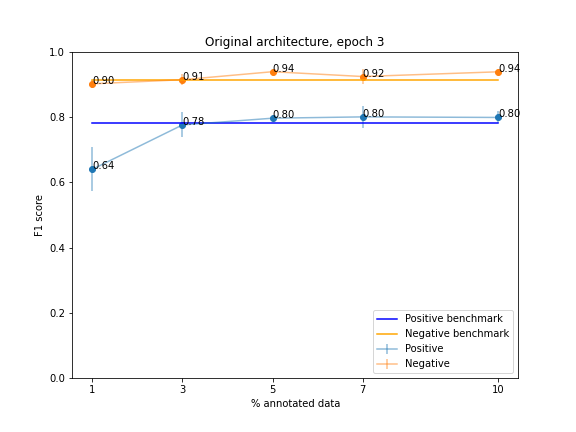 Original architecture, epoch 3
1.0
0.8
0.6
0.4
0.2
0.0
F1 score
0.90
0.91
0.94
0.92
0.94
0.64
0.78
0.80
0.80
0.80
Positive benchmark
Negative benchmark
Positive
Negative
1 3 5 7 10
% annotated data